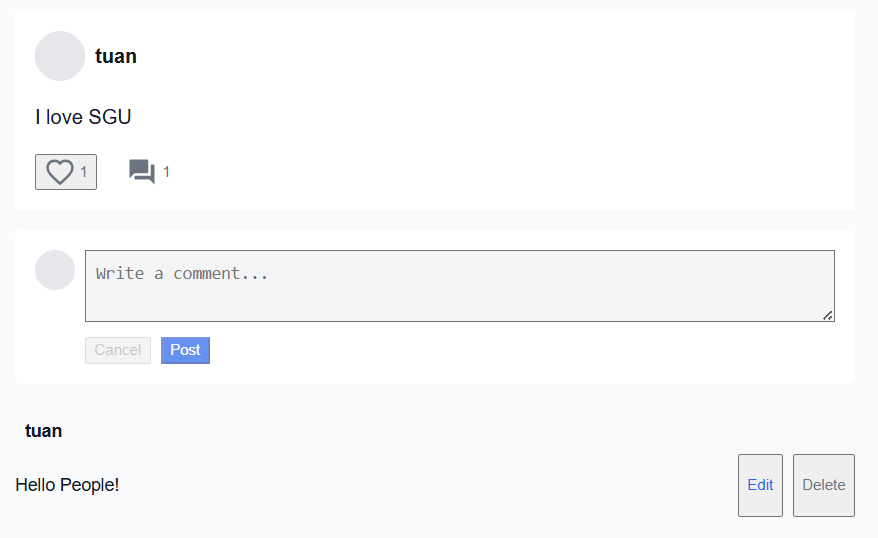 tuan
I love SGU
1 1
Write a comment...
Cancel Post
tuan
Hello People! Edit Delete